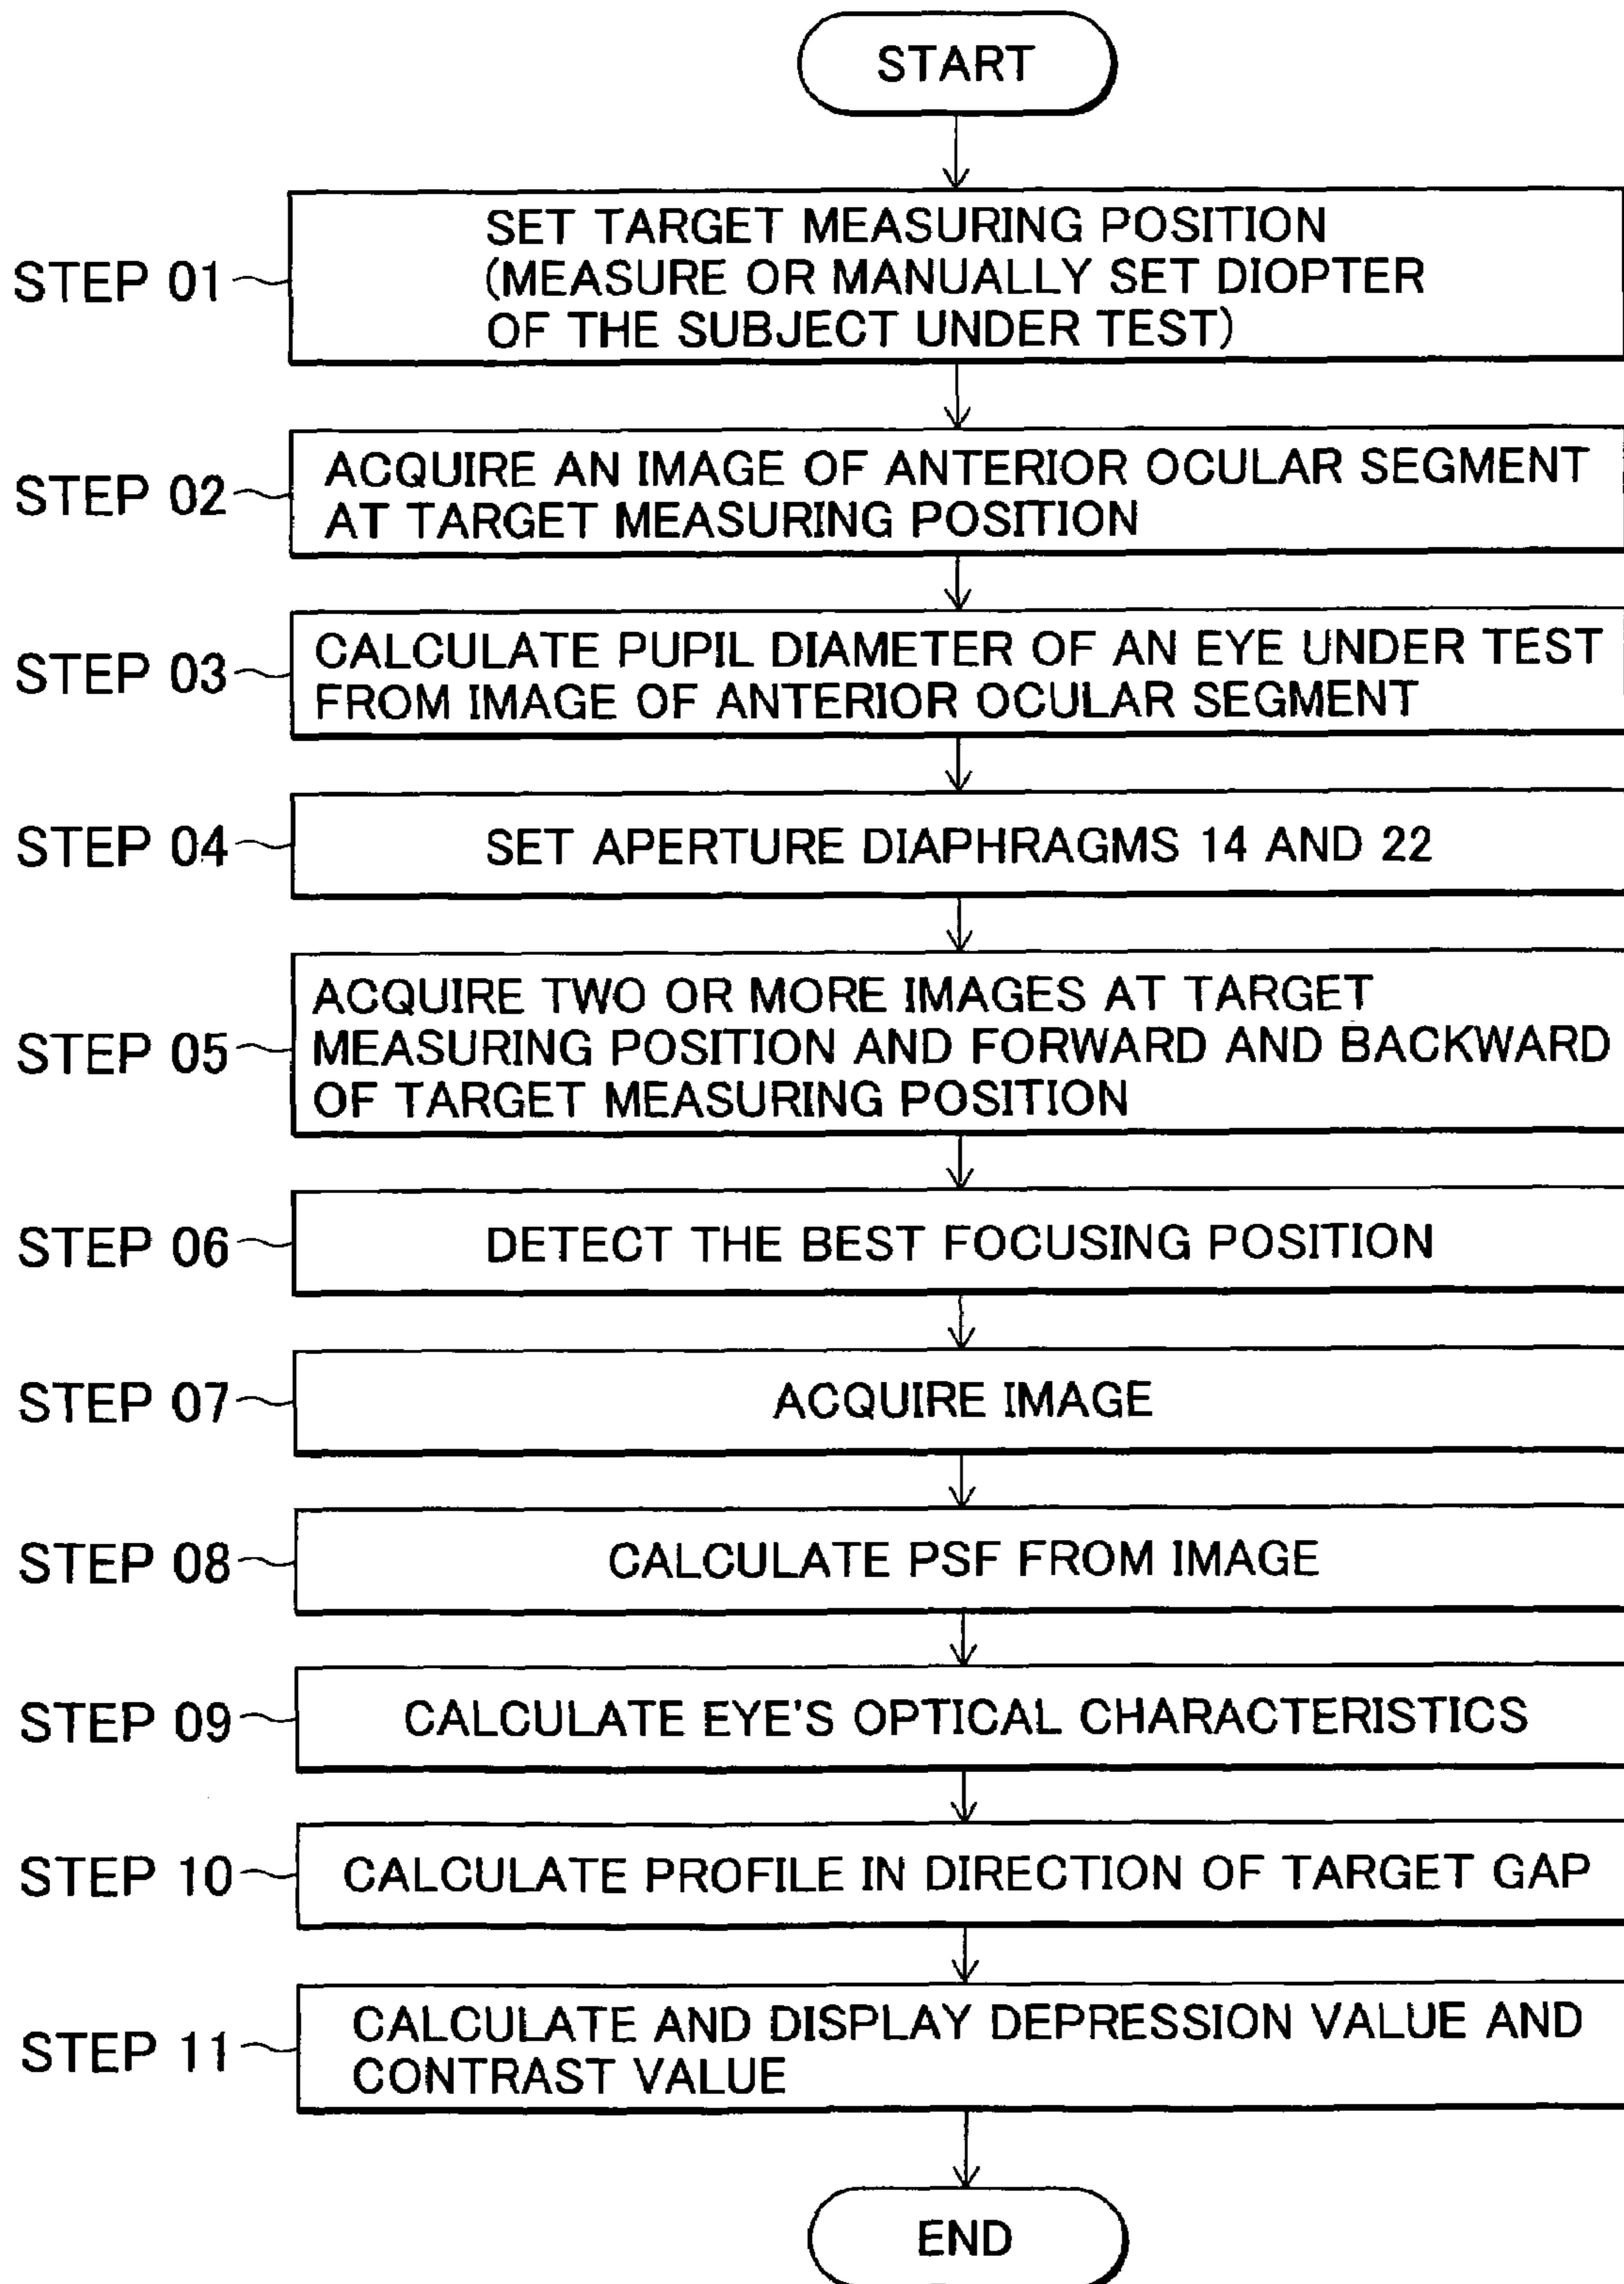 START
STEP 01
SET TARGET MEASURING POSITION
(MEASURE OR MANUALLY SET DIOPTER
OF THE SUBJECT UNDER TEST)
STEP 02
ACQUIRE AN IMAGE OF ANTERIOR OCULAR SEGMENT
AT TARGET MEASURING POSITION
STEP 03
CALCULATE PUPIL DIAMETER OF AN EYE UNDER TEST
FROM IMAGE OF ANTERIOR OCULAR SEGMENT
STEP 04
SET APERTURE DIAPHRAGMS 14 AND 22
STEP 05
ACQUIRE TWO OR MORE IMAGES AT TARGET
MEASURING POSITION AND FORWARD AND BACKWARD
OF TARGET MEASURING POSITION
STEP 06
DETECT THE BEST FOCUSING POSITION
STEP 07
ACQUIRE IMAGE
STEP 08
CALCULATE PSF FROM IMAGE
STEP 09
CALCULATE EYE'S OPTICAL CHARACTERISTICS
STEP 10
CALCULATE PROFILE IN DIRECTION OF TARGET GAP
STEP 11
CALCULATE AND DISPLAY DEPRESSION VALUE AND
CONTRAST VALUE
END